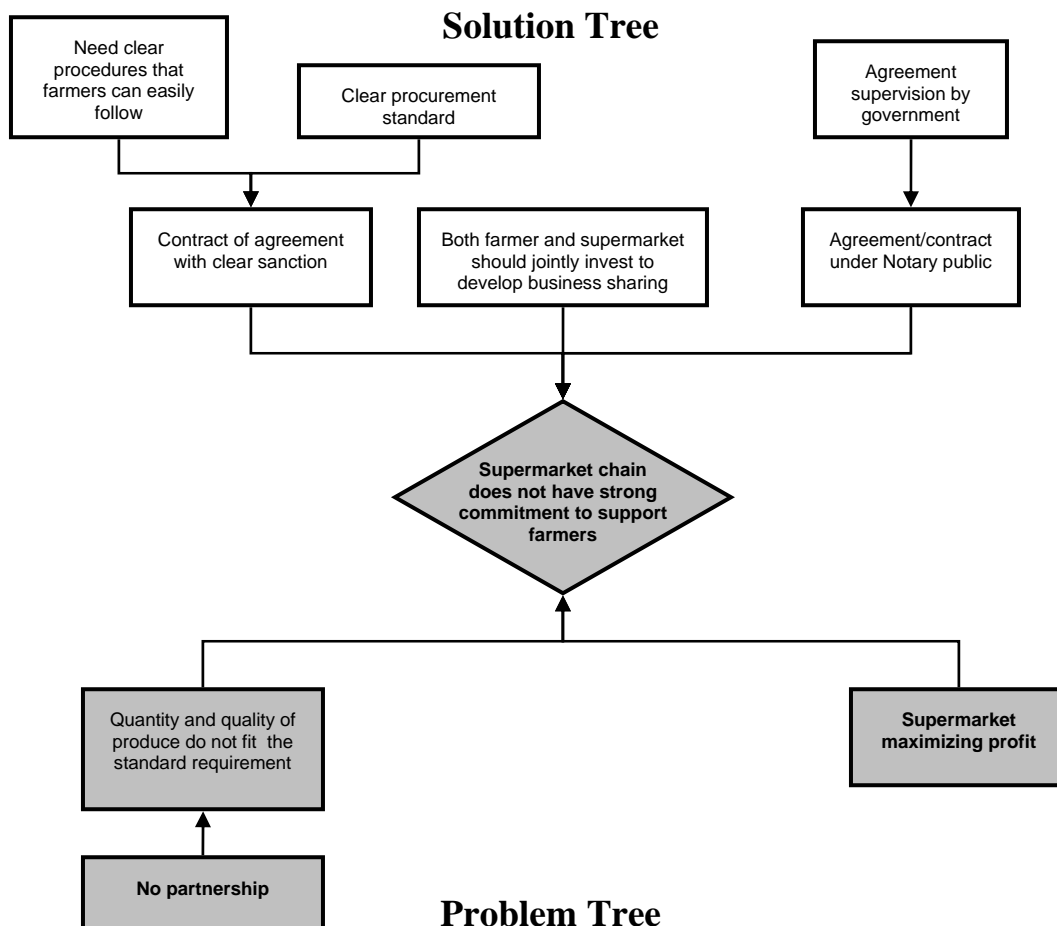 Solution Tree
Need clear
procedures that
farmers can easily
follow
Clear procurement
standard
Agreement
supervision by
government
Contract of agreement
with clear sanction
Both farmer and supermarket
should jointly invest to
develop business sharing
Agreement/contract
under Notary public
Supermarket chain
does not have strong
commitment to support
farmers
Quantity and quality of
produce do not fit the
standard requirement
Supermarket
maximizing profit
No partnership
Problem Tree